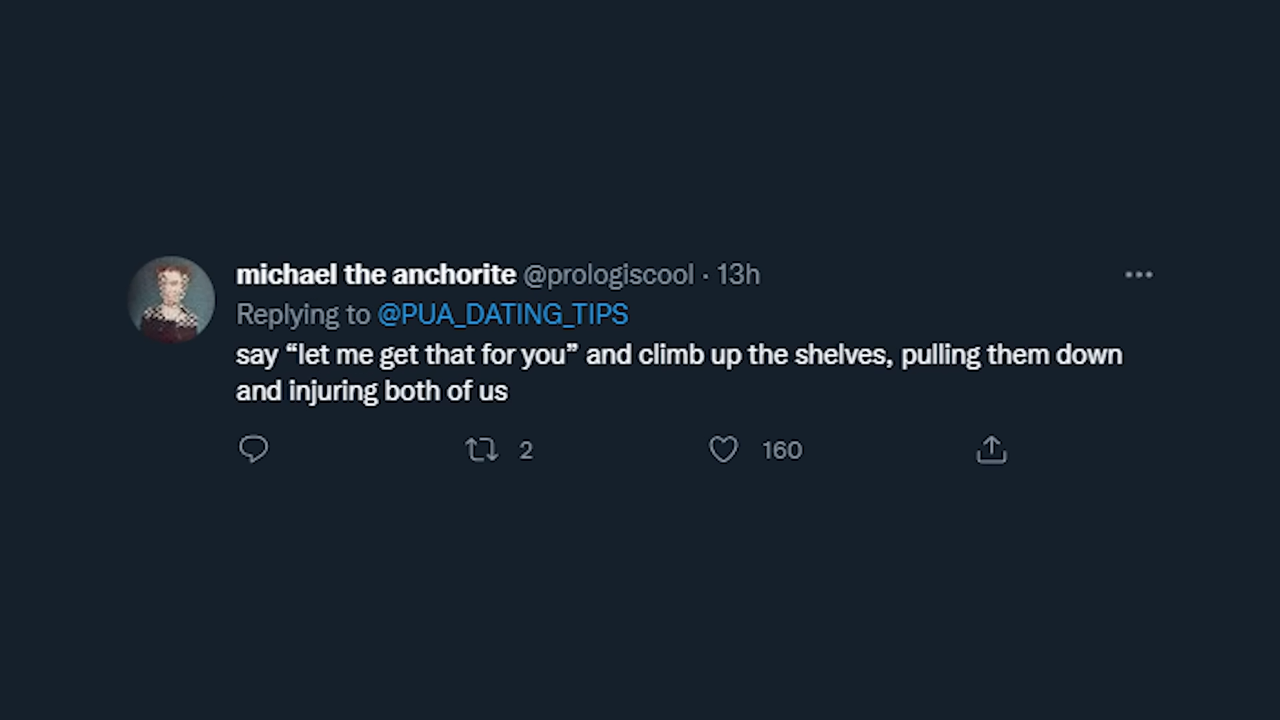 michael the anchorite @prologiscool · 13h
Replying to @PUA_DATING_TIPS
say “let me get that for you” and climb up the shelves, pulling them down
and injuring both of us
2 160